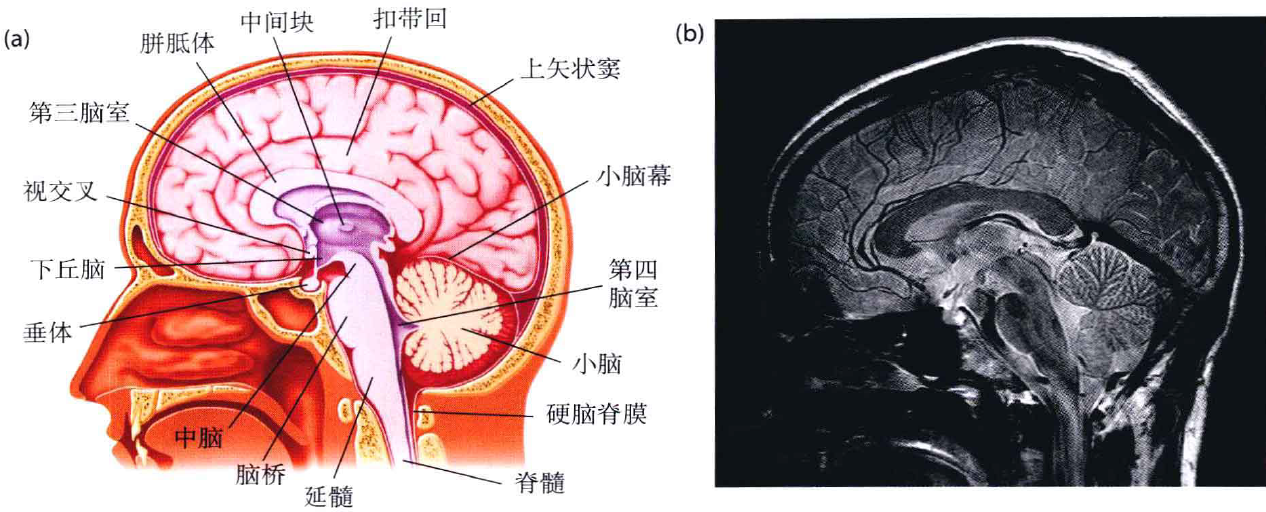 (a)
中间块
扣带回
胼胝体
上矢状窦
第三脑室
视交叉
小脑幕
下丘脑
第四
脑室
垂体
小脑
中脑
硬脑脊膜
脑桥
延髓
脊髓
(b)